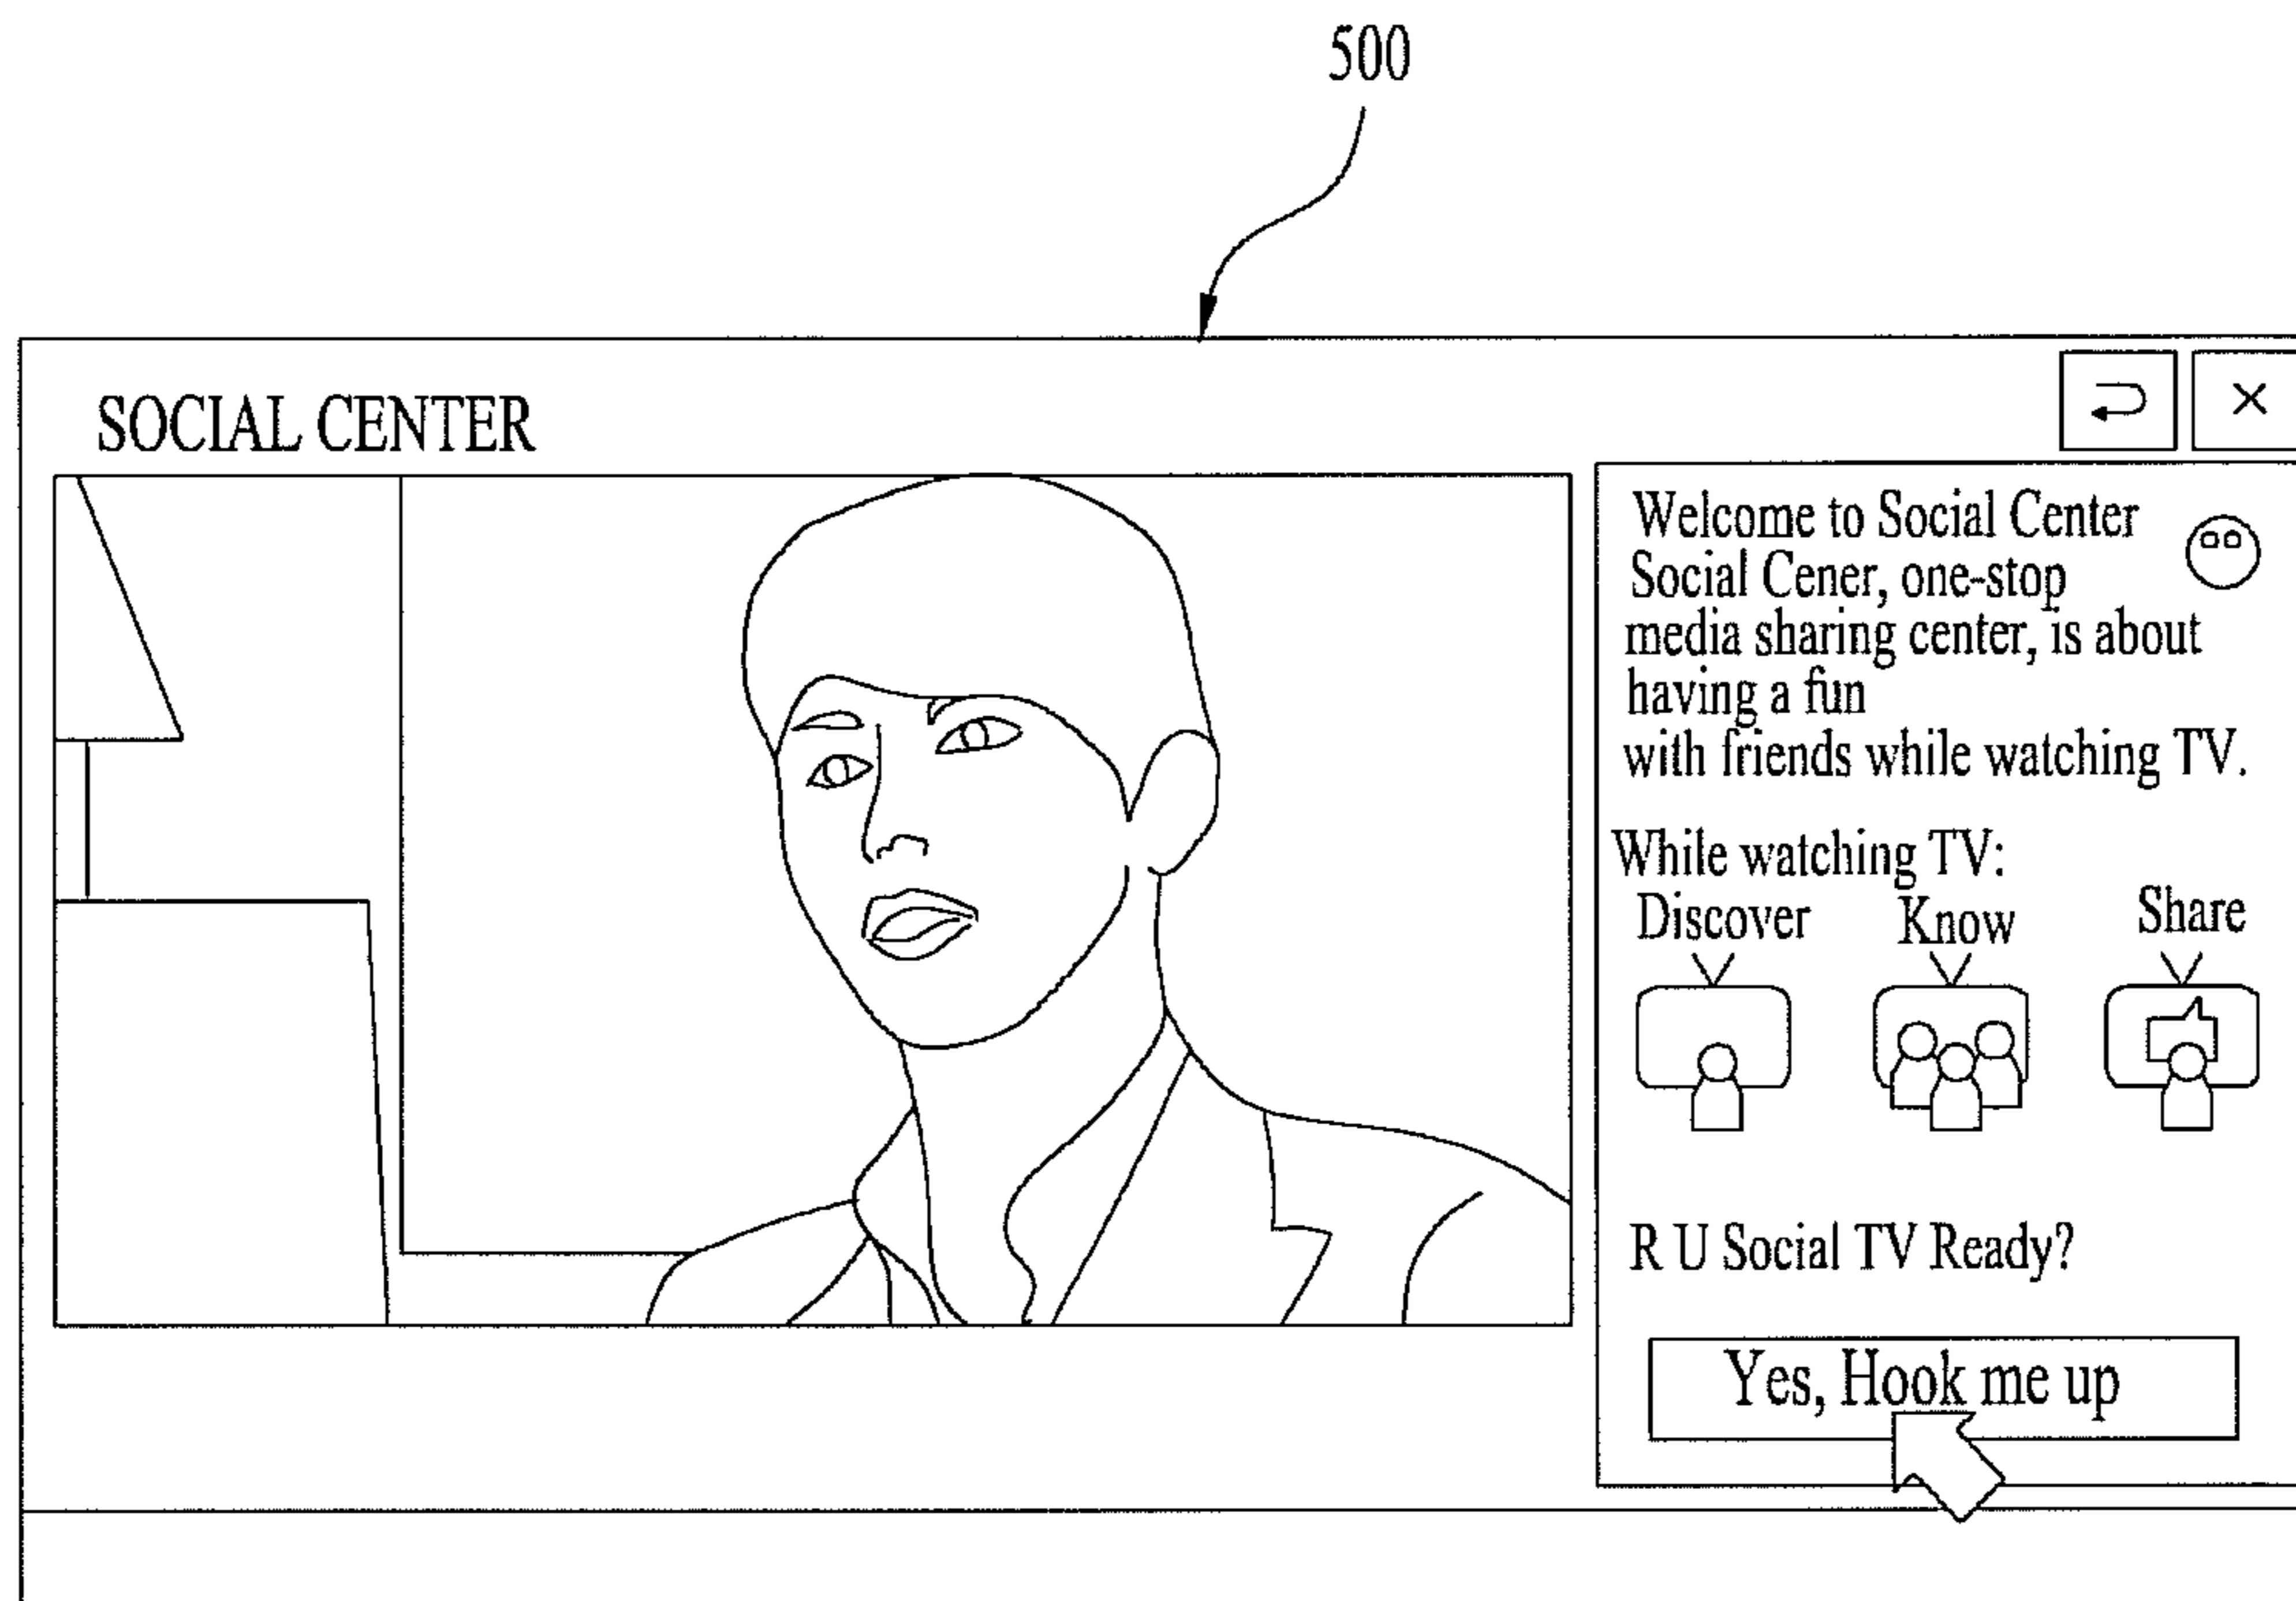 500
SOCIAL CENTER
Welcome to Social Center
Social Cener, one-stop
media sharing center, is about
having a fun
with friends while watching TV.
While watching TV:
Discover Know Share
R U Social TV Ready?
Yes, Hook me up